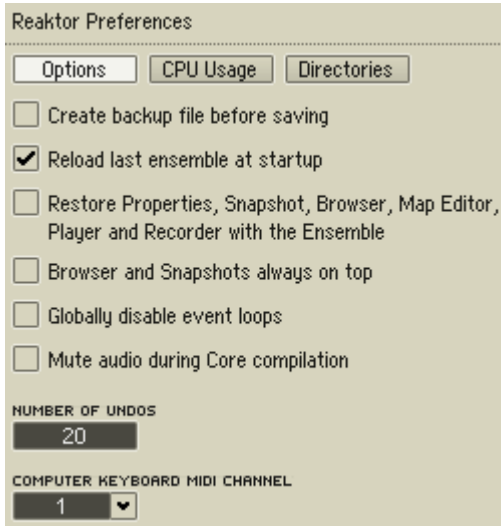 Reaktor Preferences
Options CPU Usage Directories
Create backup file before saving
Reload last ensemble at startup
Restore Properties, Snapshot, Browser, Map Editor,
Player and Recorder with the Ensemble
Browser and Snapshots always on top
Globally disable event loops
Mute audio during Core compilation
NUMBER OF UNDOS
20
COMPUTER KEYBOARD MIDI CHANNEL
1